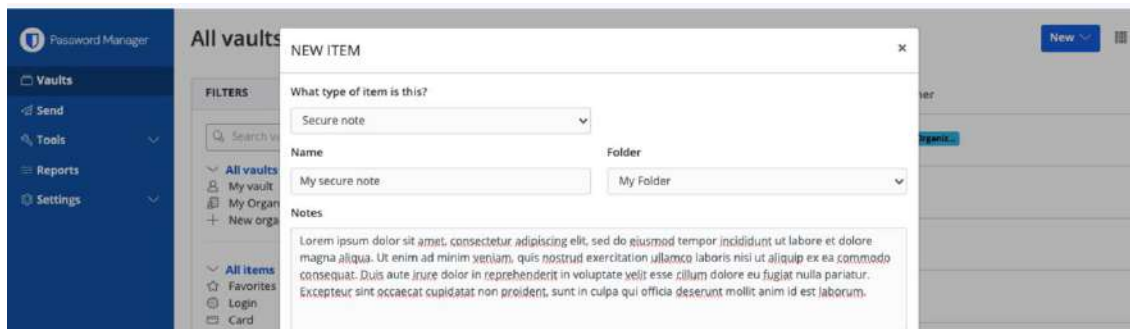 Password Manager
Vaults
Send
Tools
Reports
Settings
All vaults
New
FILTERS
All vaults
My vault
My Organ
New orga
All items
Favorites
Login
Card
NEW ITEM
×
What type of item is this?
Secure note
Name
Folder
My secure note
My Folder
Notes
Lorem ipsum dolor sit amet, consectetur adipiscing elit, sed do eiusmod tempor incididunt ut labore et dolore
magna aliqua. Ut enim ad minim veniam, quis nostrud exercitation ullamco laboris nisi ut aliquip ex ea commodo
consequat. Duis aute irure dolor in reprehenderit in voluptate velit esse cillum dolore eu fugiat nulla pariatur.
Excepteur sint occaecat cupidatat non proident, sunt in culpa qui officia deserunt mollit anim id est laborum.